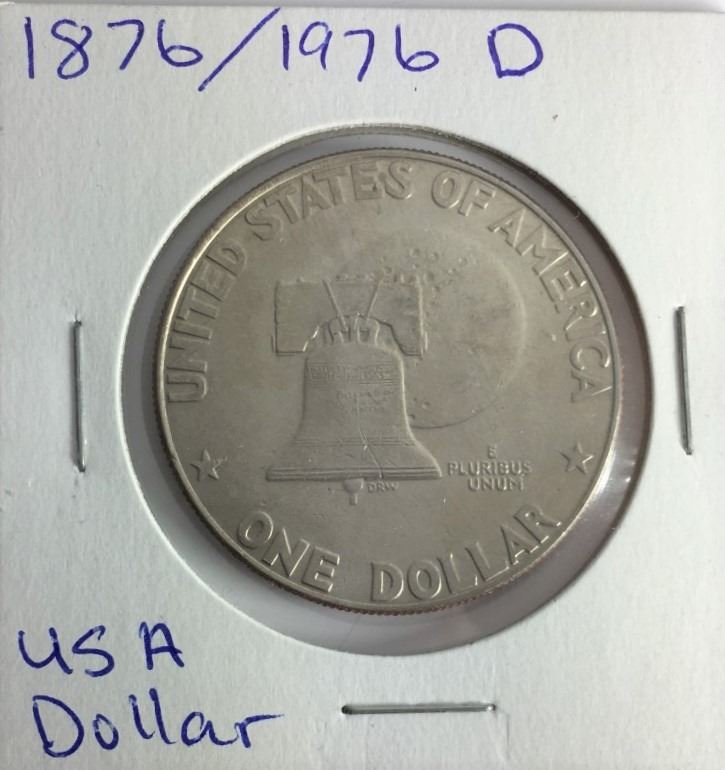 1876/1976 D
UNITED STATES OF AMERICA
E
PLURIBUS
UNUM
DRW
ONE DOLLAR
USA
Dollar